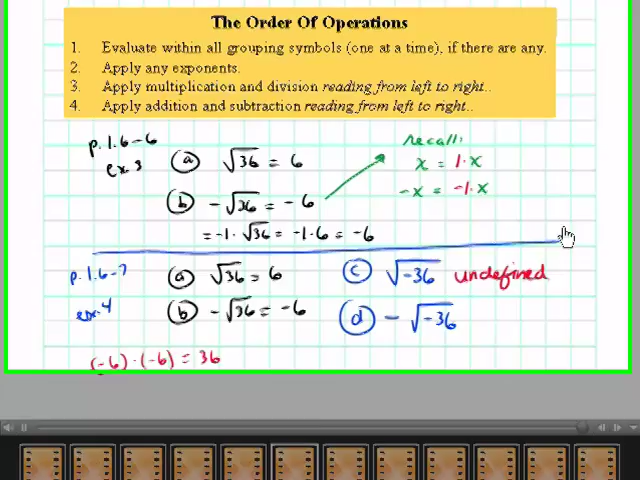 The Order Of Operations
1. Evaluate within all grouping symbols (one at a time), if there are any.
2. Apply any exponents.
3. Apply multiplication and division reading from left to right..
4. Apply addition and subtraction reading from left to right..
p. 1.6-6
ex. 3
a √36 = 6
b -√36 = -6
= -1 · √36 = -1 · 6 = -6
recall:
x = 1·x
-x = -1·x
p. 1.6-7
ex. 4
a √36 = 6
b -√36 = -6
c √-36 undefined
d -√-36
(-6)·(-6) = 36